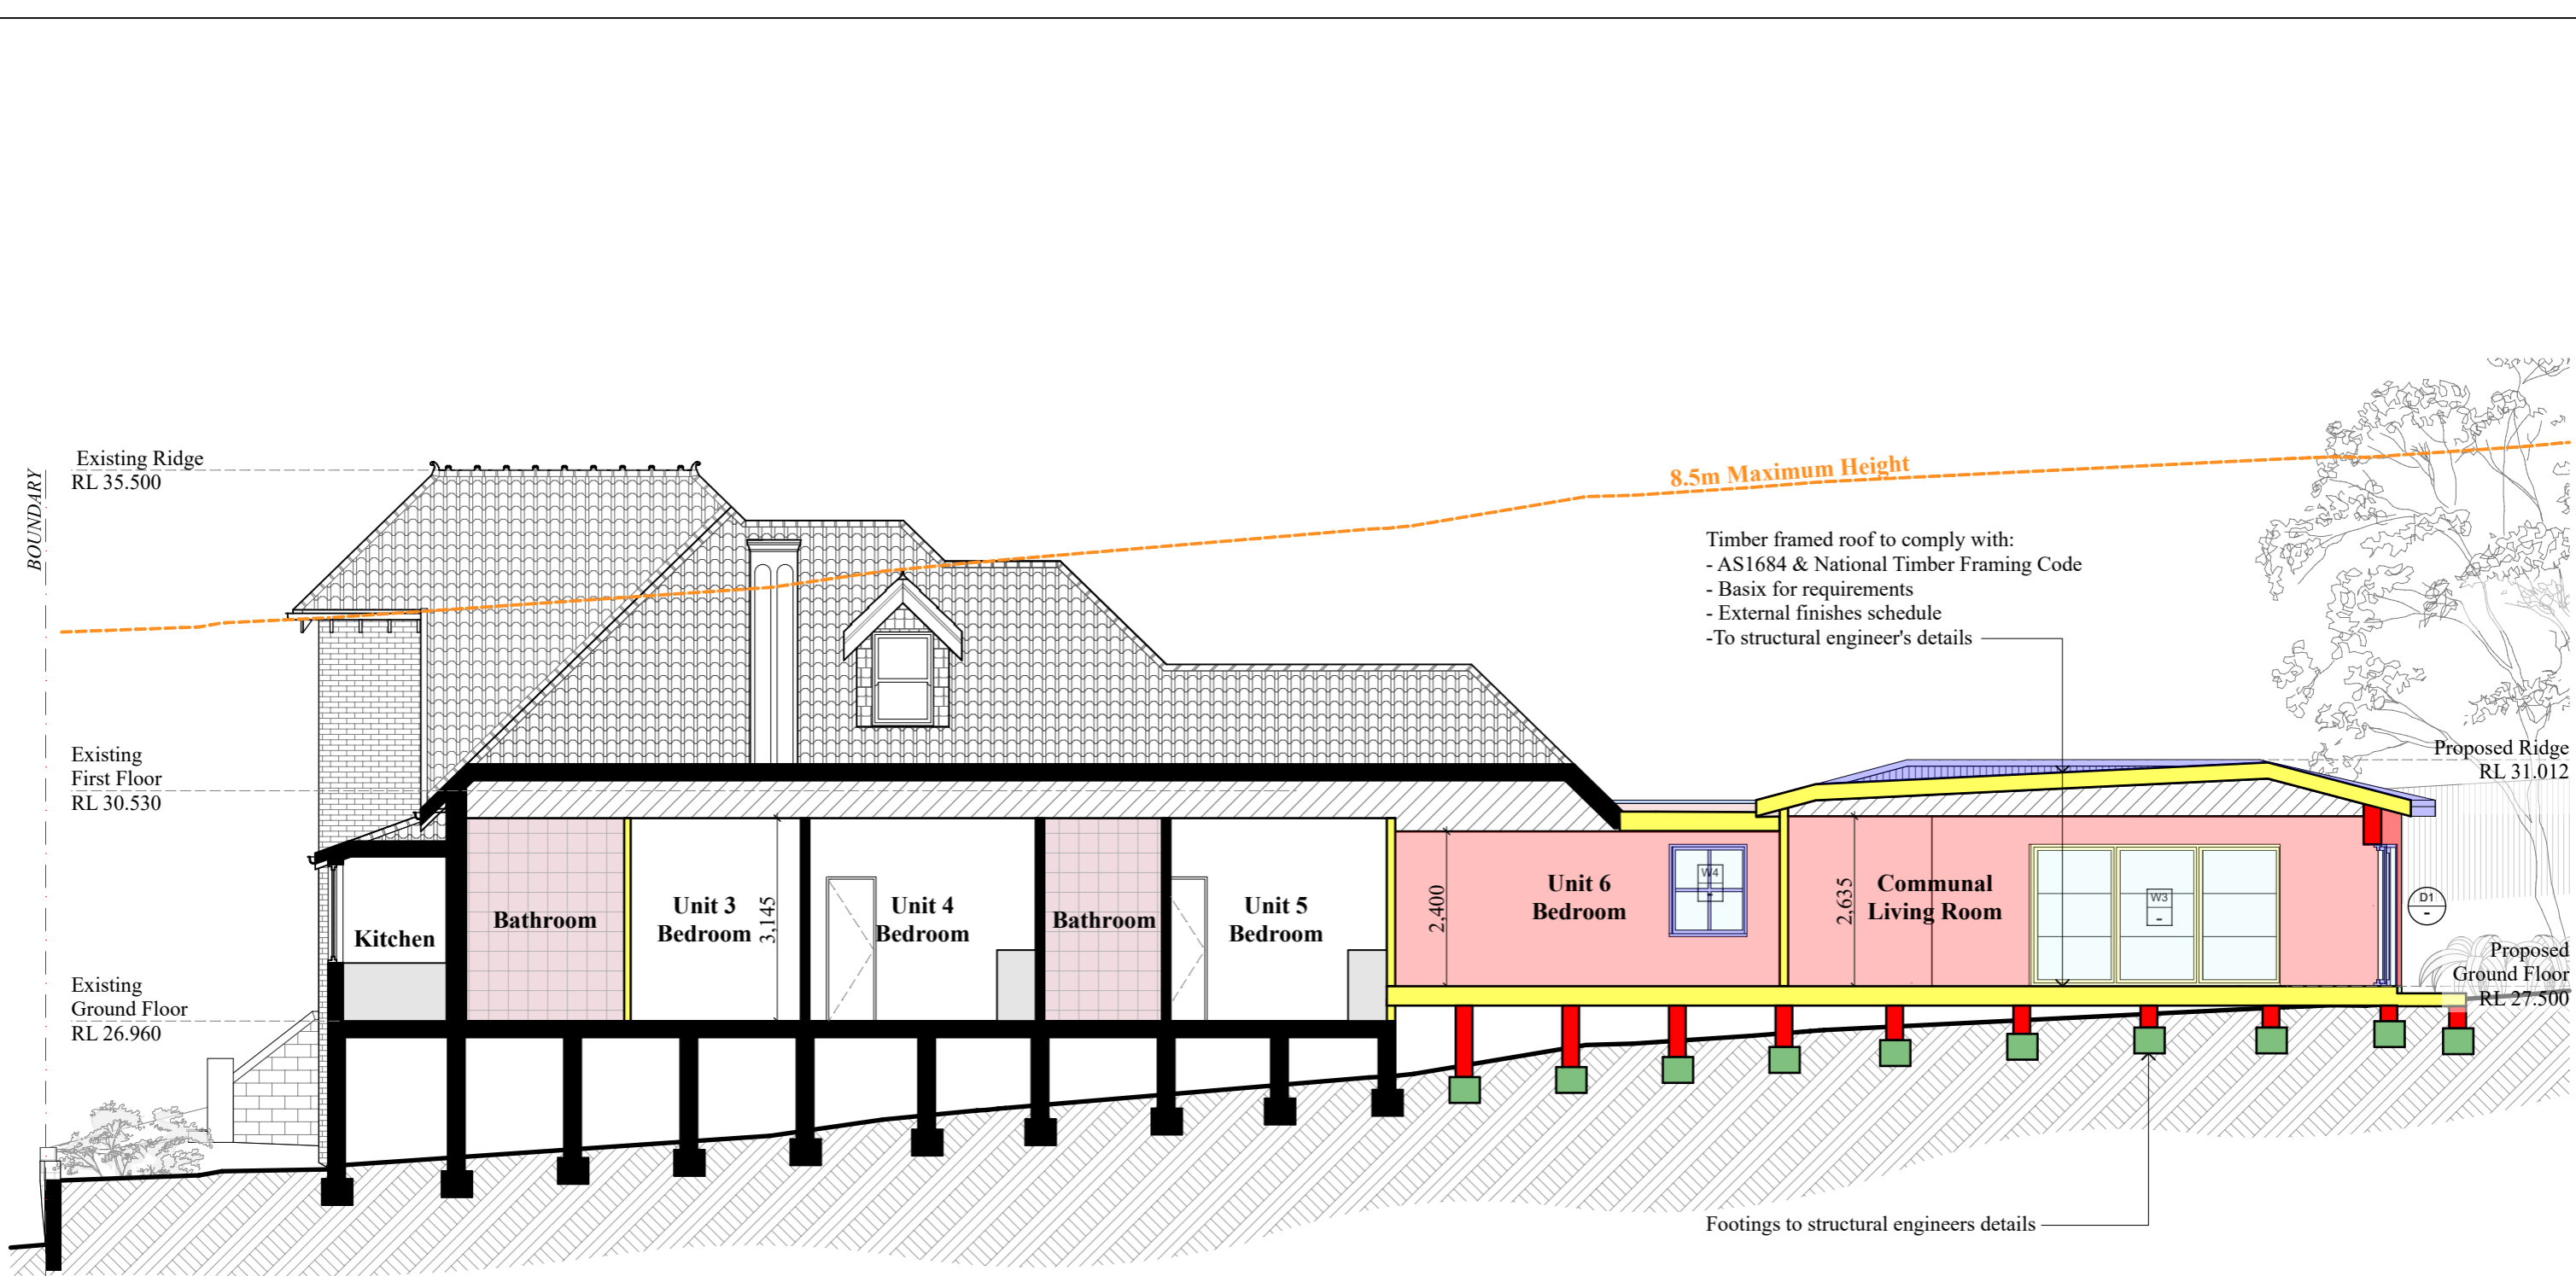 BOUNDARY
Existing Ridge
RL 35.500
8.5m Maximum Height
Timber framed roof to comply with:
- AS1684 & National Timber Framing Code
- Basix for requirements
- External finishes schedule
-To structural engineer's details
Existing
First Floor
RL 30.530
Proposed Ridge
RL 31.012
Kitchen
Bathroom
Unit 3
Bedroom
3,145
Unit 4
Bedroom
Bathroom
Unit 5
Bedroom
2,400
Unit 6
Bedroom
W4
-
2,635
Communal
Living Room
W3
-
D1
-
Existing
Ground Floor
RL 26.960
Proposed
Ground Floor
RL 27.500
Footings to structural engineers details